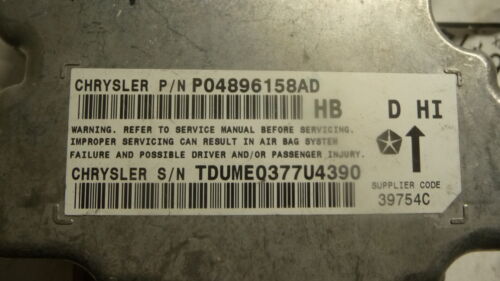 CHRYSLER P/N P04896158AD
HB D HI
WARNING. REFER TO SERVICE MANUAL BEFORE SERVICING.
IMPROPER SERVICING CAN RESULT IN AIR BAG SYSTEM
FAILURE AND POSSIBLE DRIVER AND/OR PASSENGER INJURY.
CHRYSLER S/N TDUME0377U4390
SUPPLIER CODE
39754C